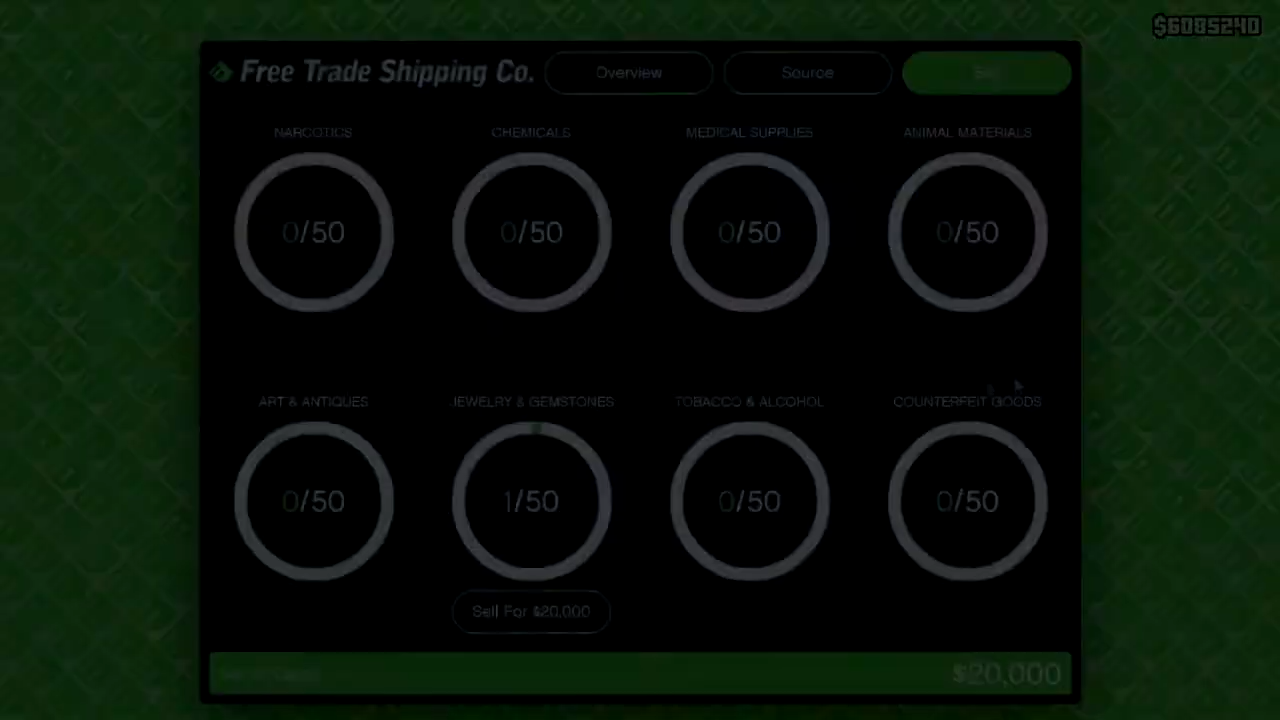 $6085240
Free Trade Shipping Co.
Overview
Source
NARCOTICS
CHEMICALS
MEDICAL SUPPLIES
ANIMAL MATERIALS
0/50
0/50
0/50
0/50
ART & ANTIQUES
JEWELRY & GEMSTONES
TOBACCO & ALCOHOL
COUNTERFEIT GOODS
0/50
1/50
0/50
0/50
Sell For $20,000
$20,000